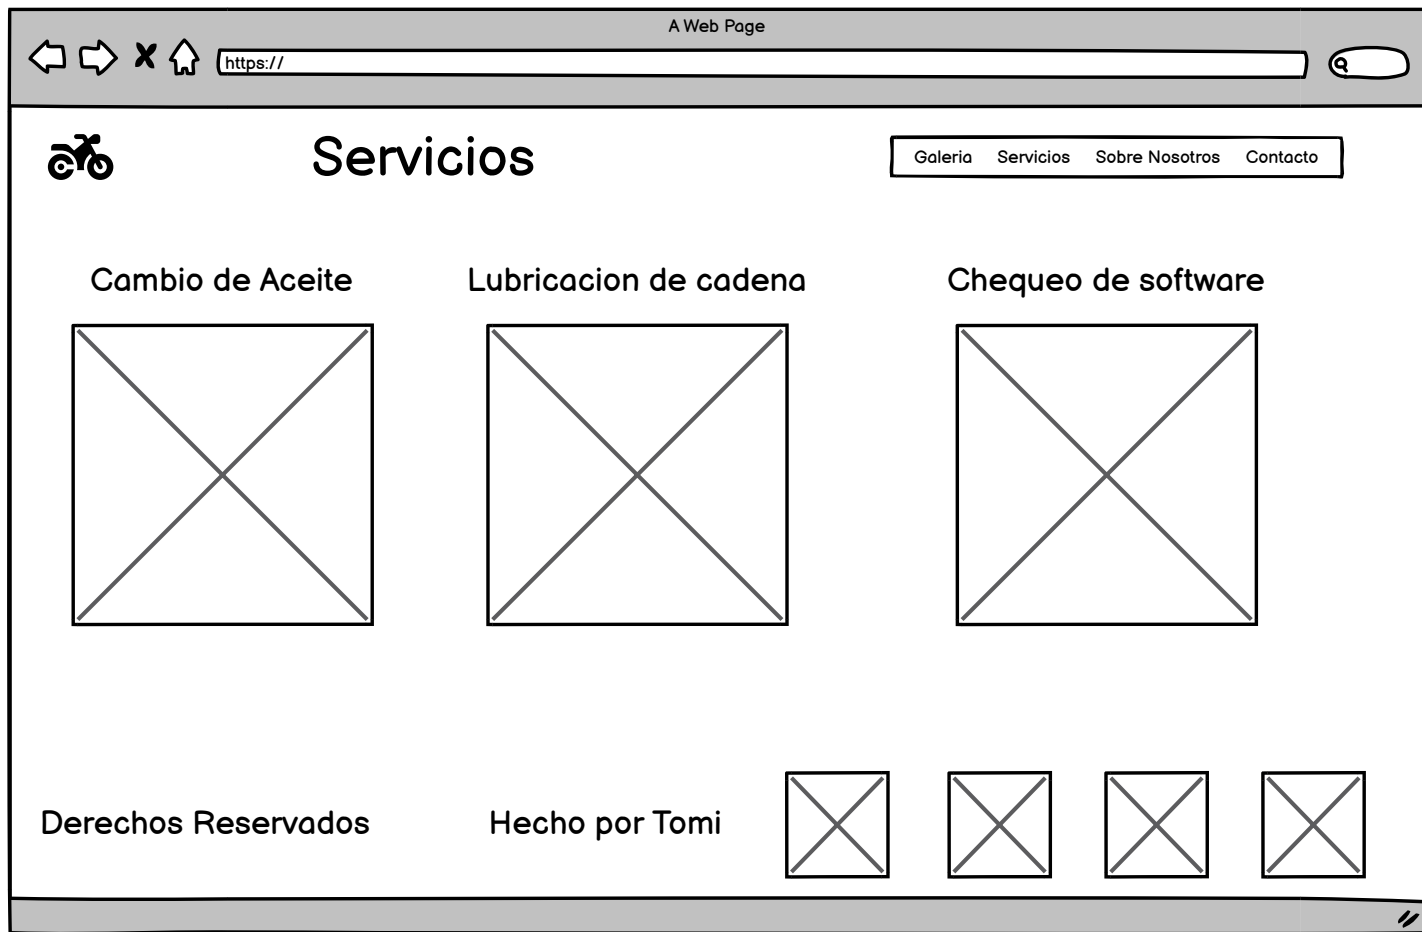 A Web Page
https://
Servicios
Galeria Servicios Sobre Nosotros Contacto
Cambio de Aceite
Lubricacion de cadena
Chequeo de software
Derechos Reservados
Hecho por Tomi